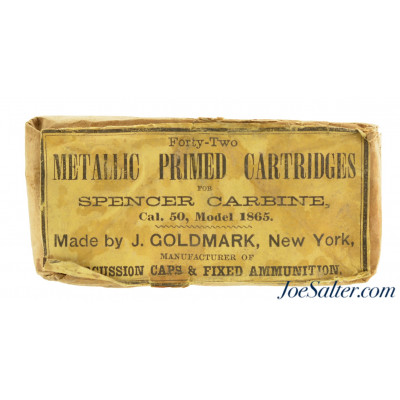 Forty-Two
METALLIC PRIMED CARTRIDGES
FOR
SPENCER CARBINE,
Cal. 50, Model 1865.
Made by J. GOLDMARK, New York,
MANUFACTURER OF
CUSSION CAPS & FIXED AMMUNITION.
JoeSalter.com